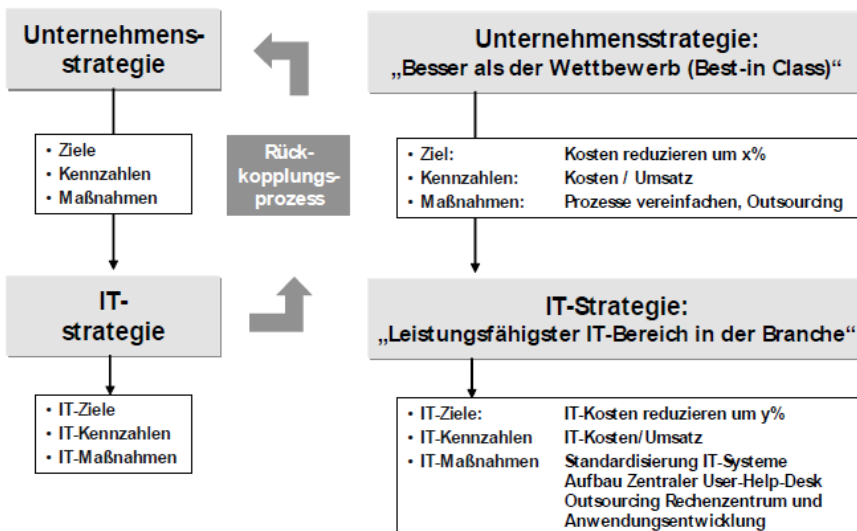 Unternehmens-
strategie
• Ziele
• Kennzahlen
• Maßnahmen
IT-
strategie
• IT-Ziele
• IT-Kennzahlen
• IT-Maßnahmen
Rück-
kopplungs-
prozess
Unternehmensstrategie:
„Besser als der Wettbewerb (Best-in Class)“
• Ziel: Kosten reduzieren um x%
• Kennzahlen: Kosten / Umsatz
• Maßnahmen: Prozesse vereinfachen, Outsourcing
IT-Strategie:
„Leistungsfähigster IT-Bereich in der Branche“
• IT-Ziele: IT-Kosten reduzieren um y%
• IT-Kennzahlen IT-Kosten/Umsatz
• IT-Maßnahmen Standardisierung IT-Systeme
Aufbau Zentraler User-Help-Desk
Outsourcing Rechenzentrum und
Anwendungsentwicklung